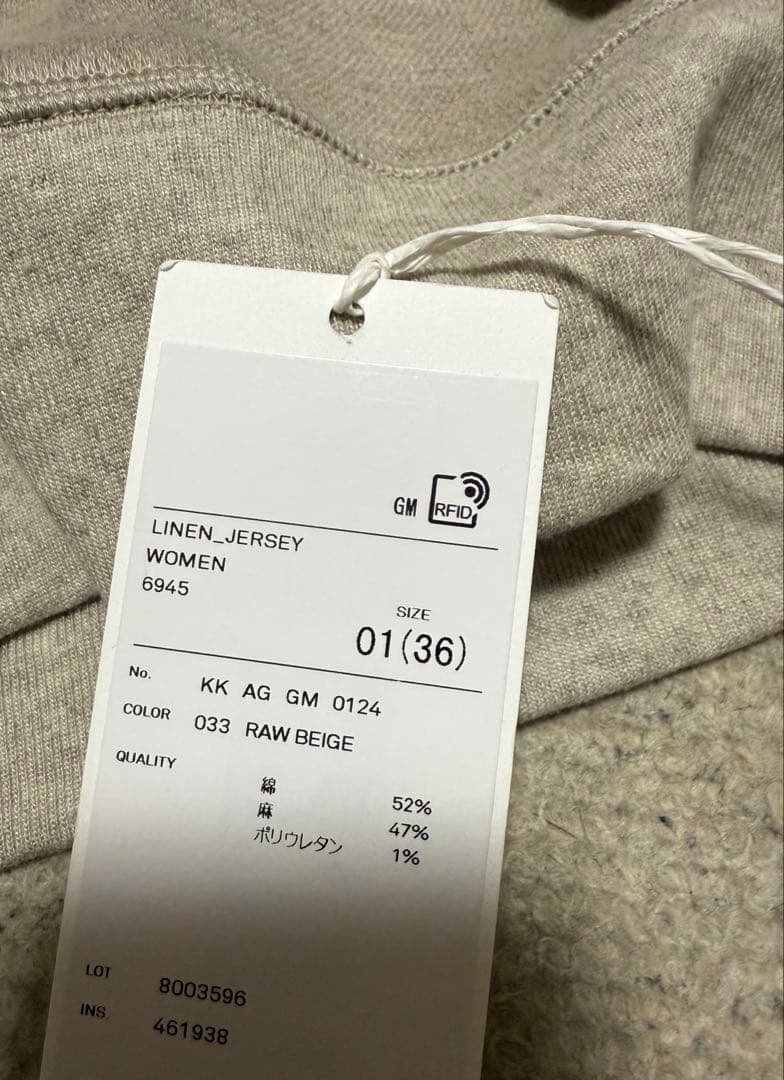 GM RFID
LINEN_JERSEY
WOMEN
6945
SIZE
01(36)
No. KK AG GM 0124
COLOR 033 RAW BEIGE
QUALITY
綿 52%
麻 47%
ポリウレタン 1%
LOT 8003596
INS. 461938